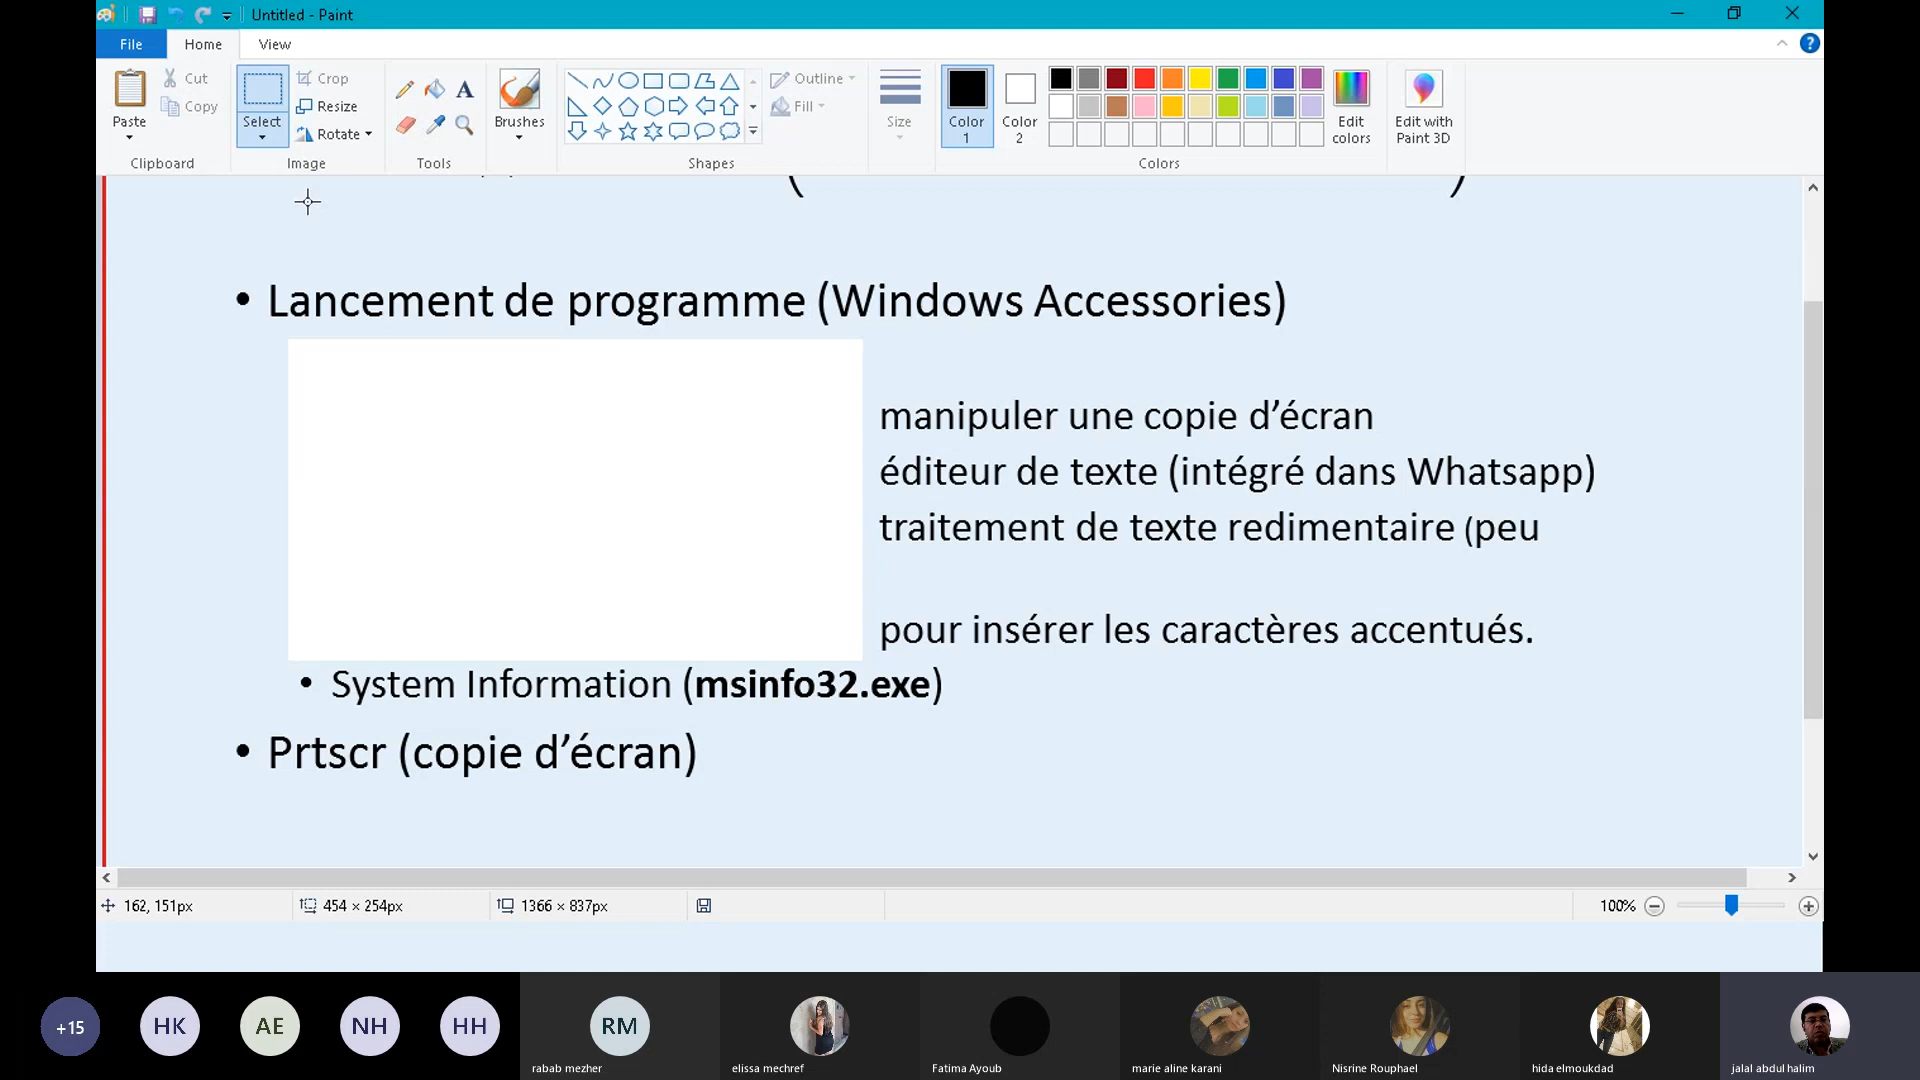 Untitled - Paint
File Home View
Paste
Cut
Copy
Clipboard
Select
Crop
Resize
Rotate
Image
Tools
Brushes
Shapes
Outline
Fill
Size
Color 1
Color 2
Colors
Edit colors
Edit with Paint 3D
• Lancement de programme (Windows Accessories)
manipuler une copie d’écran
éditeur de texte (intégré dans Whatsapp)
traitement de texte redimentaire (peu
pour insérer les caractères accentués.
• System Information (msinfo32.exe)
• Prtscr (copie d’écran)
162, 151px 454 × 254px 1366 × 837px 100%
+15 HK AE NH HH RM
rabab mezher elissa mechref Fatima Ayoub marie aline karani Nisrine Rouphael hida elmoukdad jalal abdul halim